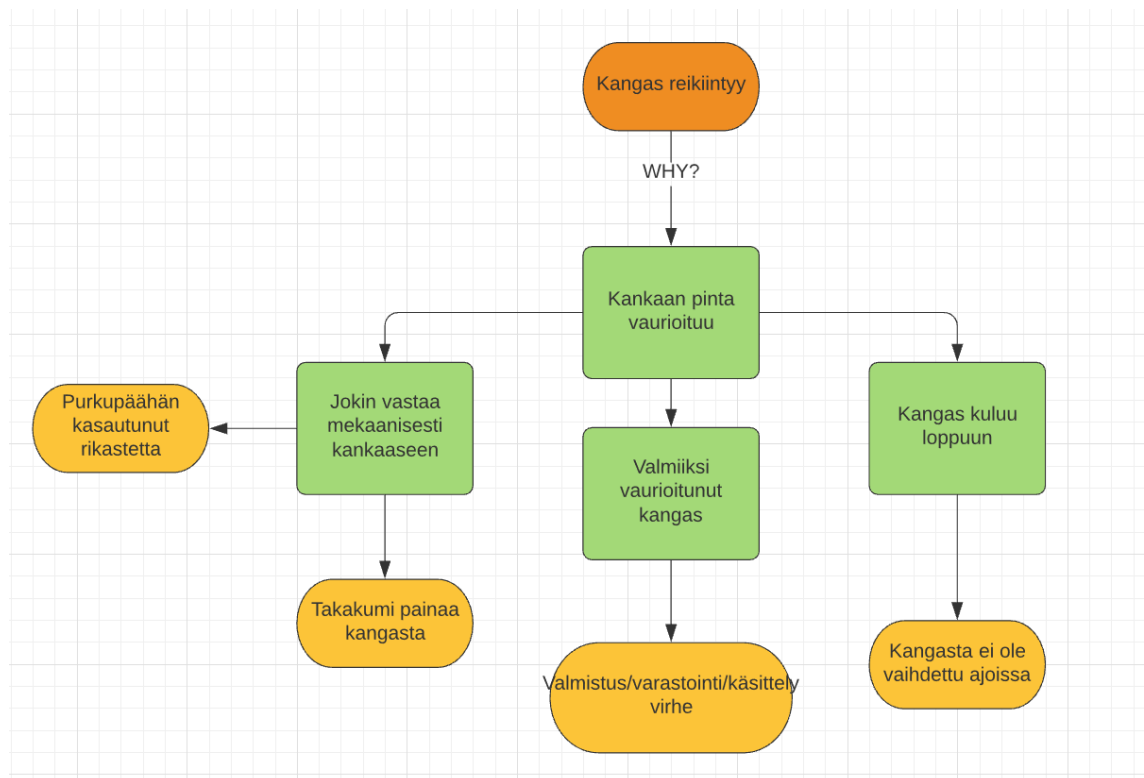 Kangas reikiintyy
WHY?
Kankaan pinta
vaurioituu
Jokin vastaa
mekaanisesti
kankaaseen
Purkupäähän
kasautunut
rikastetta
Takakumi painaa
kangasta
Valmiiksi
vaurioitunut
kangas
Valmistus/varastointi/käsittely
virhe
Kangas kuluu
loppuun
Kangasta ei ole
vaihdettu ajoissa